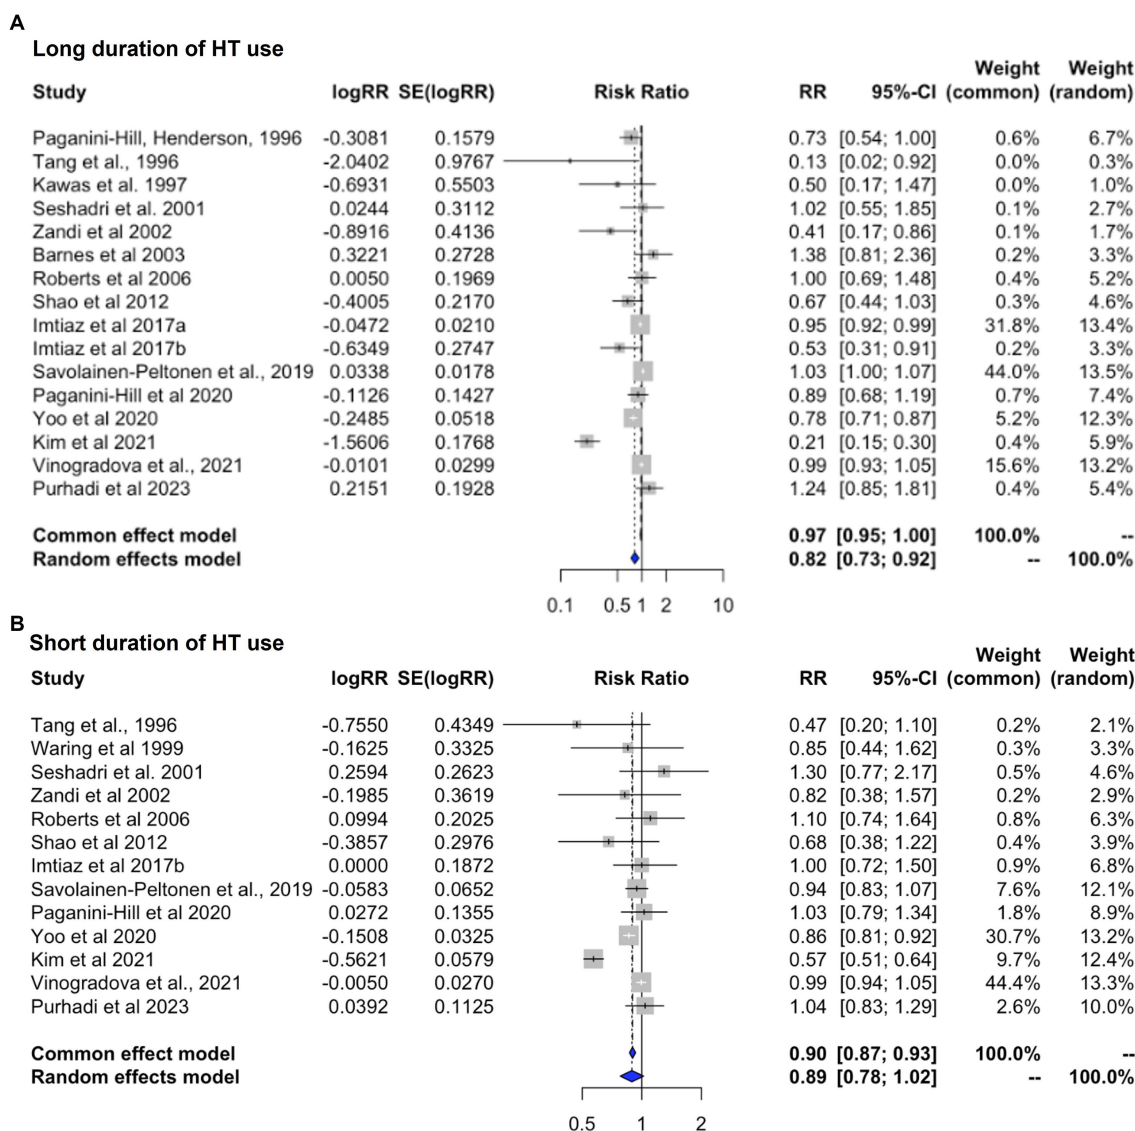 A
Long duration of HT use
Weight Weight
Study logRR SE(logRR) Risk Ratio RR 95%-CI (common) (random)
Paganini-Hill, Henderson, 1996 -0.3081 0.1579 0.73 [0.54; 1.00] 0.6% 6.7%
Tang et al., 1996 -2.0402 0.9767 0.13 [0.02; 0.92] 0.0% 0.3%
Kawas et al. 1997 -0.6931 0.5503 0.50 [0.17; 1.47] 0.0% 1.0%
Seshadri et al. 2001 0.0244 0.3112 1.02 [0.55; 1.85] 0.1% 2.7%
Zandi et al 2002 -0.8916 0.4136 0.41 [0.17; 0.86] 0.1% 1.7%
Barnes et al 2003 0.3221 0.2728 1.38 [0.81; 2.36] 0.2% 3.3%
Roberts et al 2006 0.0050 0.1969 1.00 [0.69; 1.48] 0.4% 5.2%
Shao et al 2012 -0.4005 0.2170 0.67 [0.44; 1.03] 0.3% 4.6%
Imtiaz et al 2017a -0.0472 0.0210 0.95 [0.92; 0.99] 31.8% 13.4%
Imtiaz et al 2017b -0.6349 0.2747 0.53 [0.31; 0.91] 0.2% 3.3%
Savolainen-Peltonen et al., 2019 0.0338 0.0178 1.03 [1.00; 1.07] 44.0% 13.5%
Paganini-Hill et al 2020 -0.1126 0.1427 0.89 [0.68; 1.19] 0.7% 7.4%
Yoo et al 2020 -0.2485 0.0518 0.78 [0.71; 0.87] 5.2% 12.3%
Kim et al 2021 -1.5606 0.1768 0.21 [0.15; 0.30] 0.4% 5.9%
Vinogradova et al., 2021 -0.0101 0.0299 0.99 [0.93; 1.05] 15.6% 13.2%
Purhadi et al 2023 0.2151 0.1928 1.24 [0.85; 1.81] 0.4% 5.4%
Common effect model 0.97 [0.95; 1.00] 100.0% --
Random effects model 0.82 [0.73; 0.92] -- 100.0%
0.1 0.5 1 2 10
B
Short duration of HT use
Weight Weight
Study logRR SE(logRR) Risk Ratio RR 95%-CI (common) (random)
Tang et al., 1996 -0.7550 0.4349 0.47 [0.20; 1.10] 0.2% 2.1%
Waring et al 1999 -0.1625 0.3325 0.85 [0.44; 1.62] 0.3% 3.3%
Seshadri et al. 2001 0.2594 0.2623 1.30 [0.77; 2.17] 0.5% 4.6%
Zandi et al 2002 -0.1985 0.3619 0.82 [0.38; 1.57] 0.2% 2.9%
Roberts et al 2006 0.0994 0.2025 1.10 [0.74; 1.64] 0.8% 6.3%
Shao et al 2012 -0.3857 0.2976 0.68 [0.38; 1.22] 0.4% 3.9%
Imtiaz et al 2017b 0.0000 0.1872 1.00 [0.72; 1.50] 0.9% 6.8%
Savolainen-Peltonen et al., 2019 -0.0583 0.0652 0.94 [0.83; 1.07] 7.6% 12.1%
Paganini-Hill et al 2020 0.0272 0.1355 1.03 [0.79; 1.34] 1.8% 8.9%
Yoo et al 2020 -0.1508 0.0325 0.86 [0.81; 0.92] 30.7% 13.2%
Kim et al 2021 -0.5621 0.0579 0.57 [0.51; 0.64] 9.7% 12.4%
Vinogradova et al., 2021 -0.0050 0.0270 0.99 [0.94; 1.05] 44.4% 13.3%
Purhadi et al 2023 0.0392 0.1125 1.04 [0.83; 1.29] 2.6% 10.0%
Common effect model 0.90 [0.87; 0.93] 100.0% --
Random effects model 0.89 [0.78; 1.02] -- 100.0%
0.5 1 2